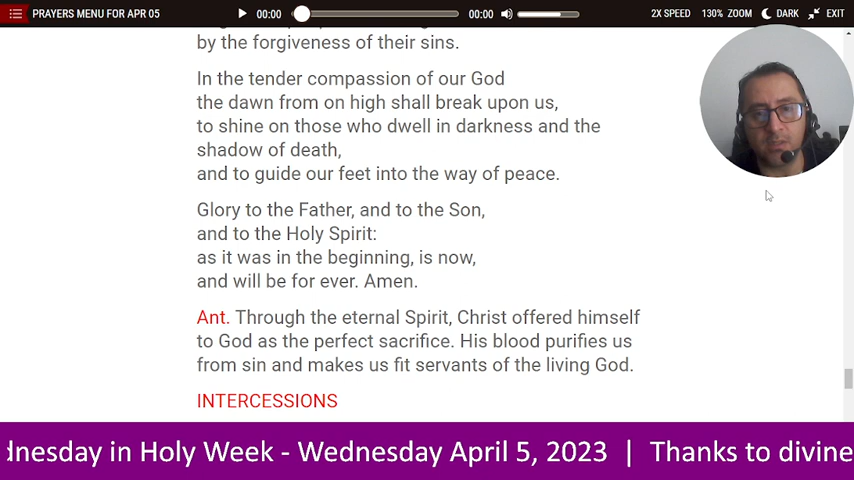 PRAYERS MENU FOR APR 05
00:00
00:00
2X SPEED
130% ZOOM
DARK
EXIT
by the forgiveness of their sins.
In the tender compassion of our God
the dawn from on high shall break upon us,
to shine on those who dwell in darkness and the
shadow of death,
and to guide our feet into the way of peace.
Glory to the Father, and to the Son,
and to the Holy Spirit:
as it was in the beginning, is now,
and will be for ever. Amen.
Ant. Through the eternal Spirit, Christ offered himself
to God as the perfect sacrifice. His blood purifies us
from sin and makes us fit servants of the living God.
INTERCESSIONS
dnesday in Holy Week - Wednesday April 5, 2023 | Thanks to divine